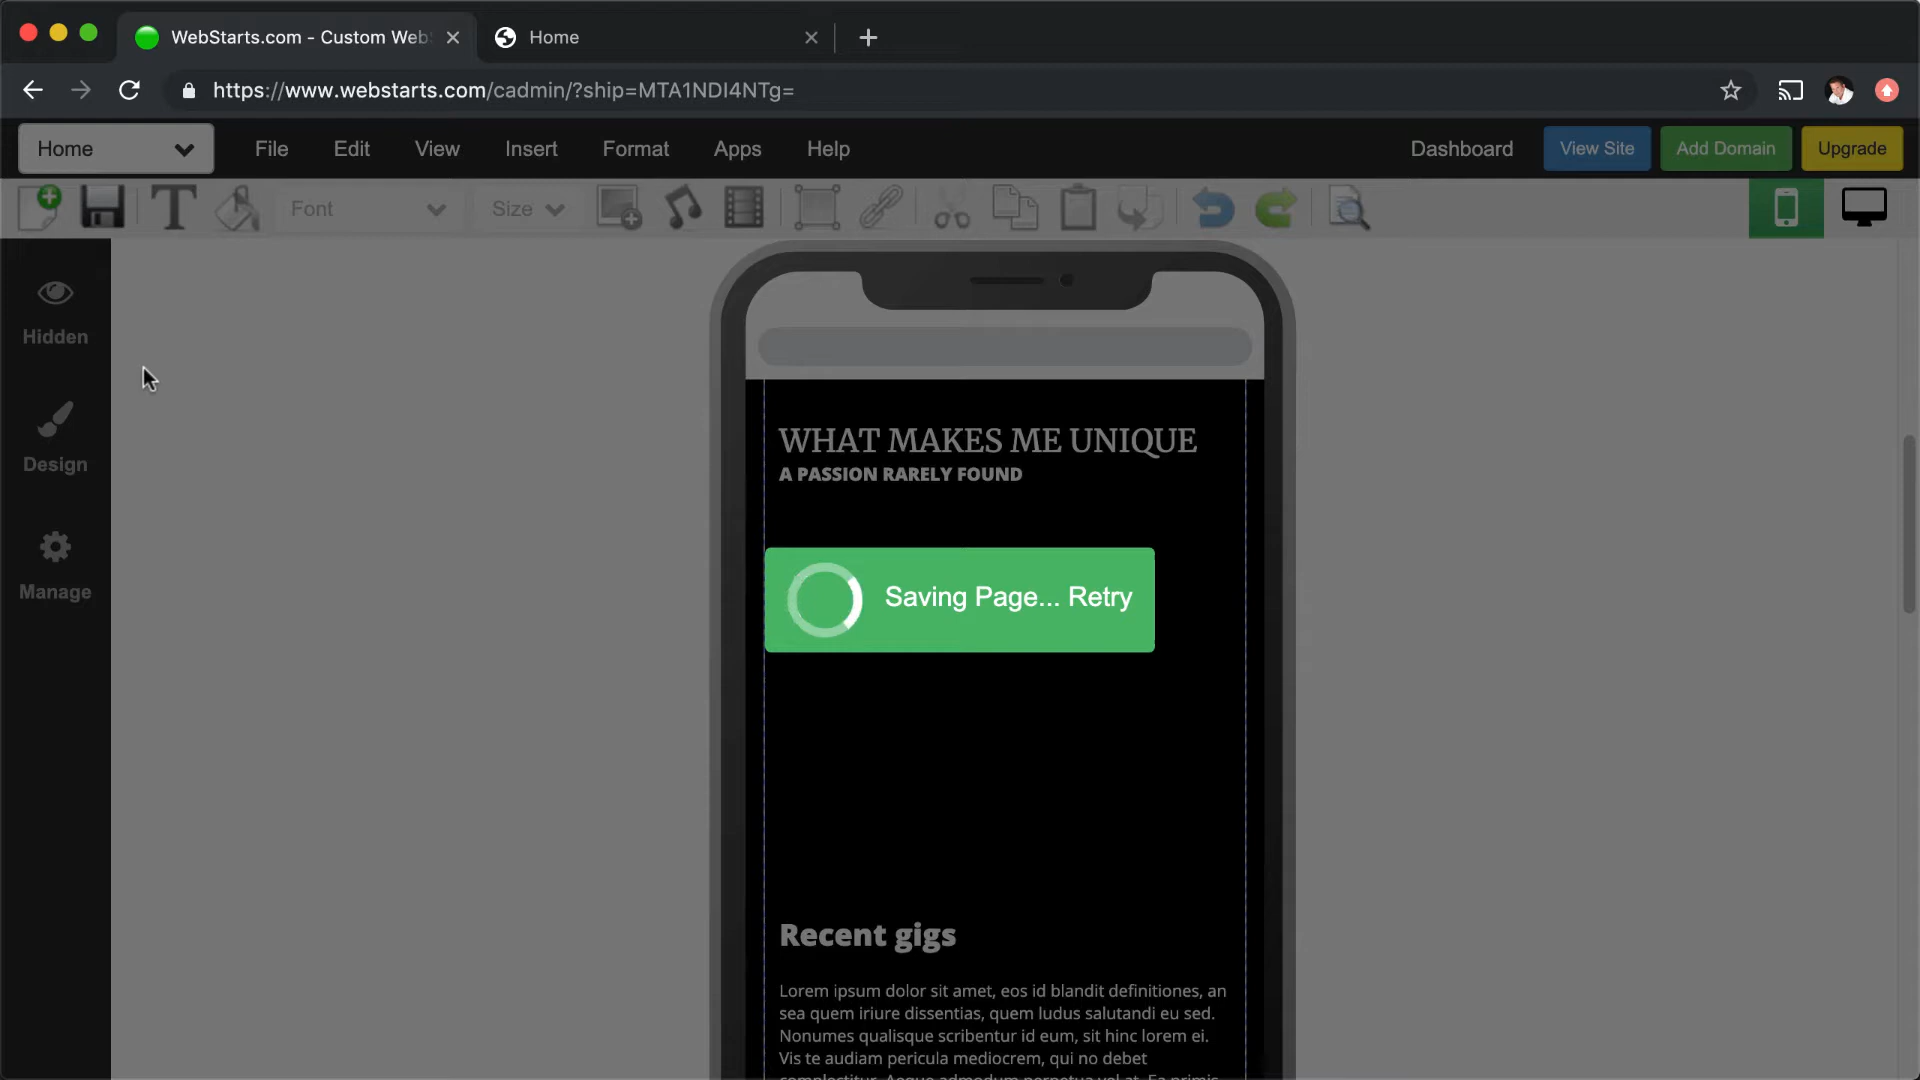 WebStarts.com - Custom Web
Home
https://www.webstarts.com/cadmin/?ship=MTA1NDI4NTg=
Home
File
Edit
View
Insert
Format
Apps
Help
Dashboard
View Site
Add Domain
Upgrade
Font
Size
Hidden
Design
Manage
WHAT MAKES ME UNIQUE
A PASSION RARELY FOUND
Saving Page... Retry
Recent gigs
Lorem ipsum dolor sit amet, eos id blandit definitiones, an
sea quem iriure dissentias, quem ludus salutandi eu sed.
Nonumes qualisque scribentur id eum, sit hinc lorem ei.
Vis te audiam pericula mediocrem, qui no debet